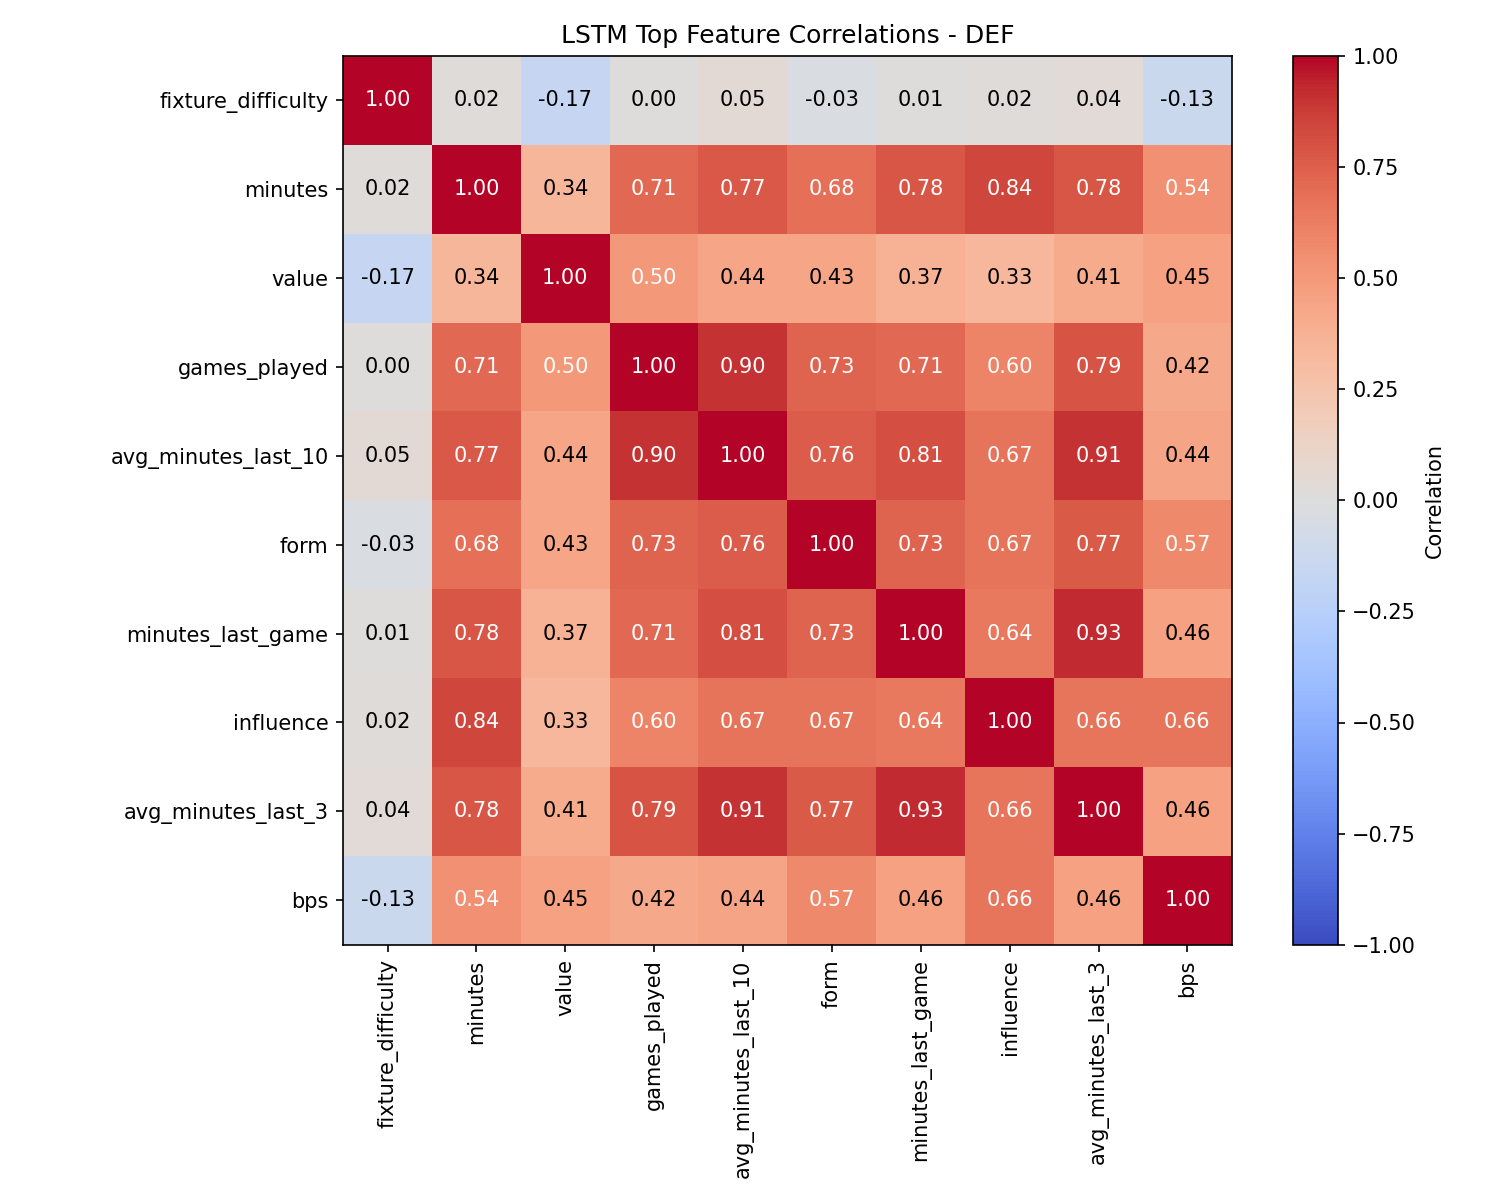 LSTM Top Feature Correlations - DEF
fixture_difficulty 1.00 0.02 -0.17 0.00 0.05 -0.03 0.01 0.02 0.04 -0.13
minutes 0.02 1.00 0.34 0.71 0.77 0.68 0.78 0.84 0.78 0.54
value -0.17 0.34 1.00 0.50 0.44 0.43 0.37 0.33 0.41 0.45
games_played 0.00 0.71 0.50 1.00 0.90 0.73 0.71 0.60 0.79 0.42
avg_minutes_last_10 0.05 0.77 0.44 0.90 1.00 0.76 0.81 0.67 0.91 0.44
form -0.03 0.68 0.43 0.73 0.76 1.00 0.73 0.67 0.77 0.57
minutes_last_game 0.01 0.78 0.37 0.71 0.81 0.73 1.00 0.64 0.93 0.46
influence 0.02 0.84 0.33 0.60 0.67 0.67 0.64 1.00 0.66 0.66
avg_minutes_last_3 0.04 0.78 0.41 0.79 0.91 0.77 0.93 0.66 1.00 0.46
bps -0.13 0.54 0.45 0.42 0.44 0.57 0.46 0.66 0.46 1.00
fixture_difficulty
minutes
value
games_played
avg_minutes_last_10
form
minutes_last_game
influence
avg_minutes_last_3
bps
1.00
0.75
0.50
0.25
0.00
−0.25
−0.50
−0.75
−1.00
Correlation